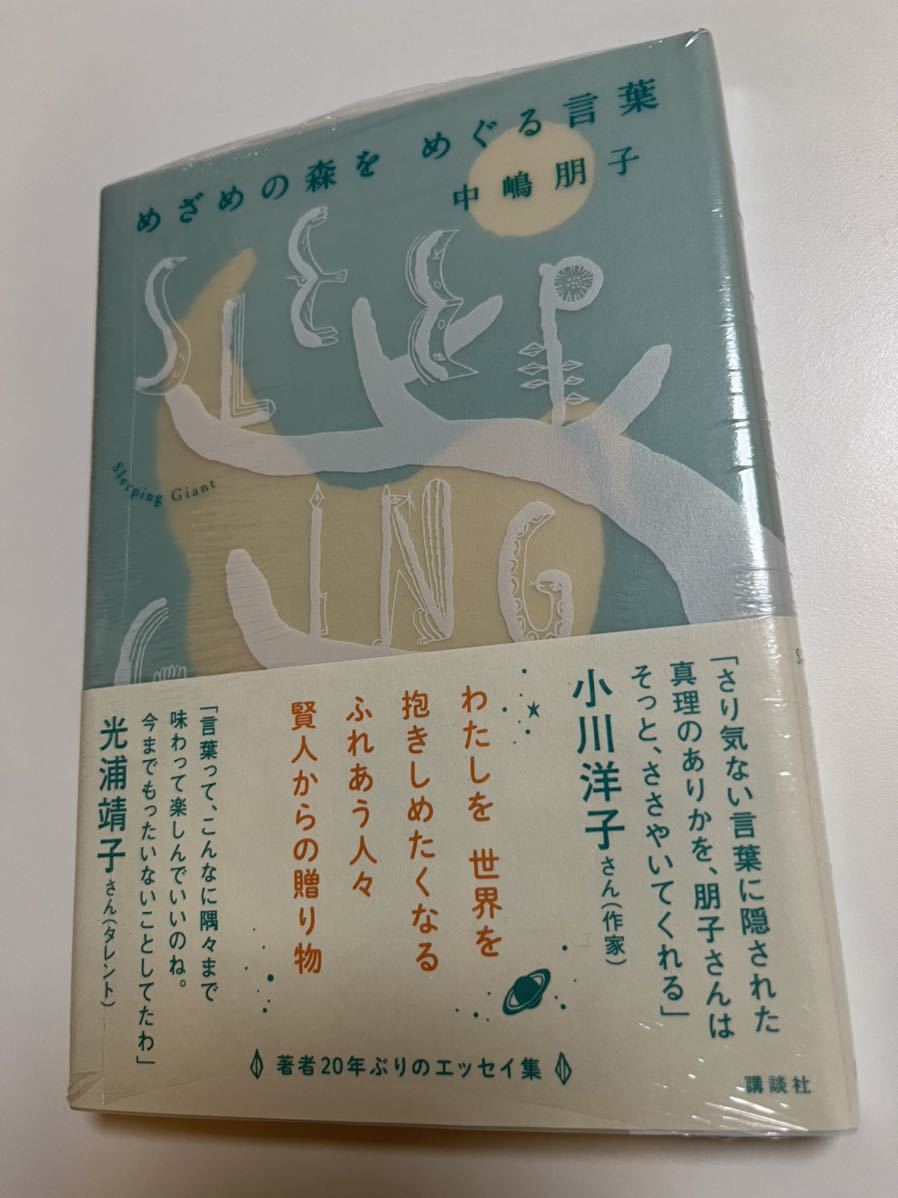 めざめの森を めぐる言葉
中嶋朋子
SLEEP
Sleeping Giant
ING
「さり気ない言葉に隠された
真理のありかを、朋子さんは
そっと、ささやいてくれる」
小川洋子さん（作家）
わたしを 世界を
抱きしめたくなる
ふれあう人々
賢人からの贈り物
「言葉って、こんなに隅々まで
味わって楽しんでいいのね。
今までもったいないことしてたわ」
光浦靖子さん（タレント）
著者20年ぶりのエッセイ集
講談社